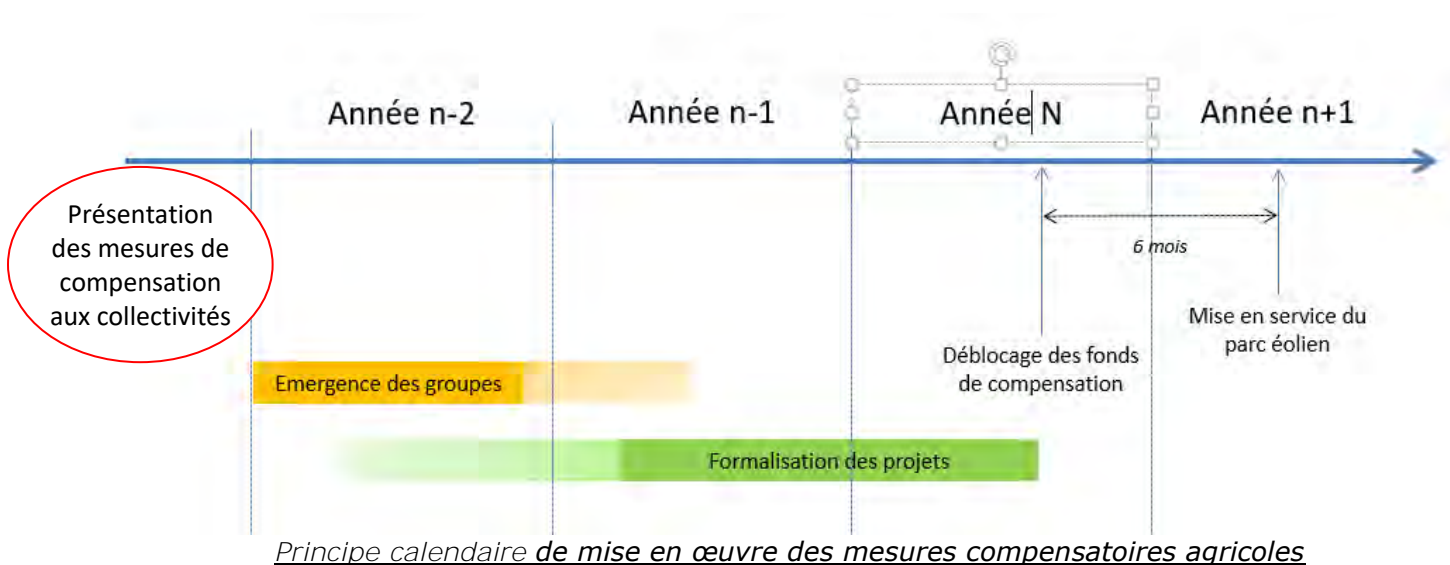 Année n-2
Année n-1
Année N
Année n+1
Présentation
des mesures de
compensation
aux collectivités
6 mois
Mise en service du
parc éolien
Déblocage des fonds
de compensation
Emergence des groupes
Formalisation des projets
Principe calendaire de mise en œuvre des mesures compensatoires agricoles